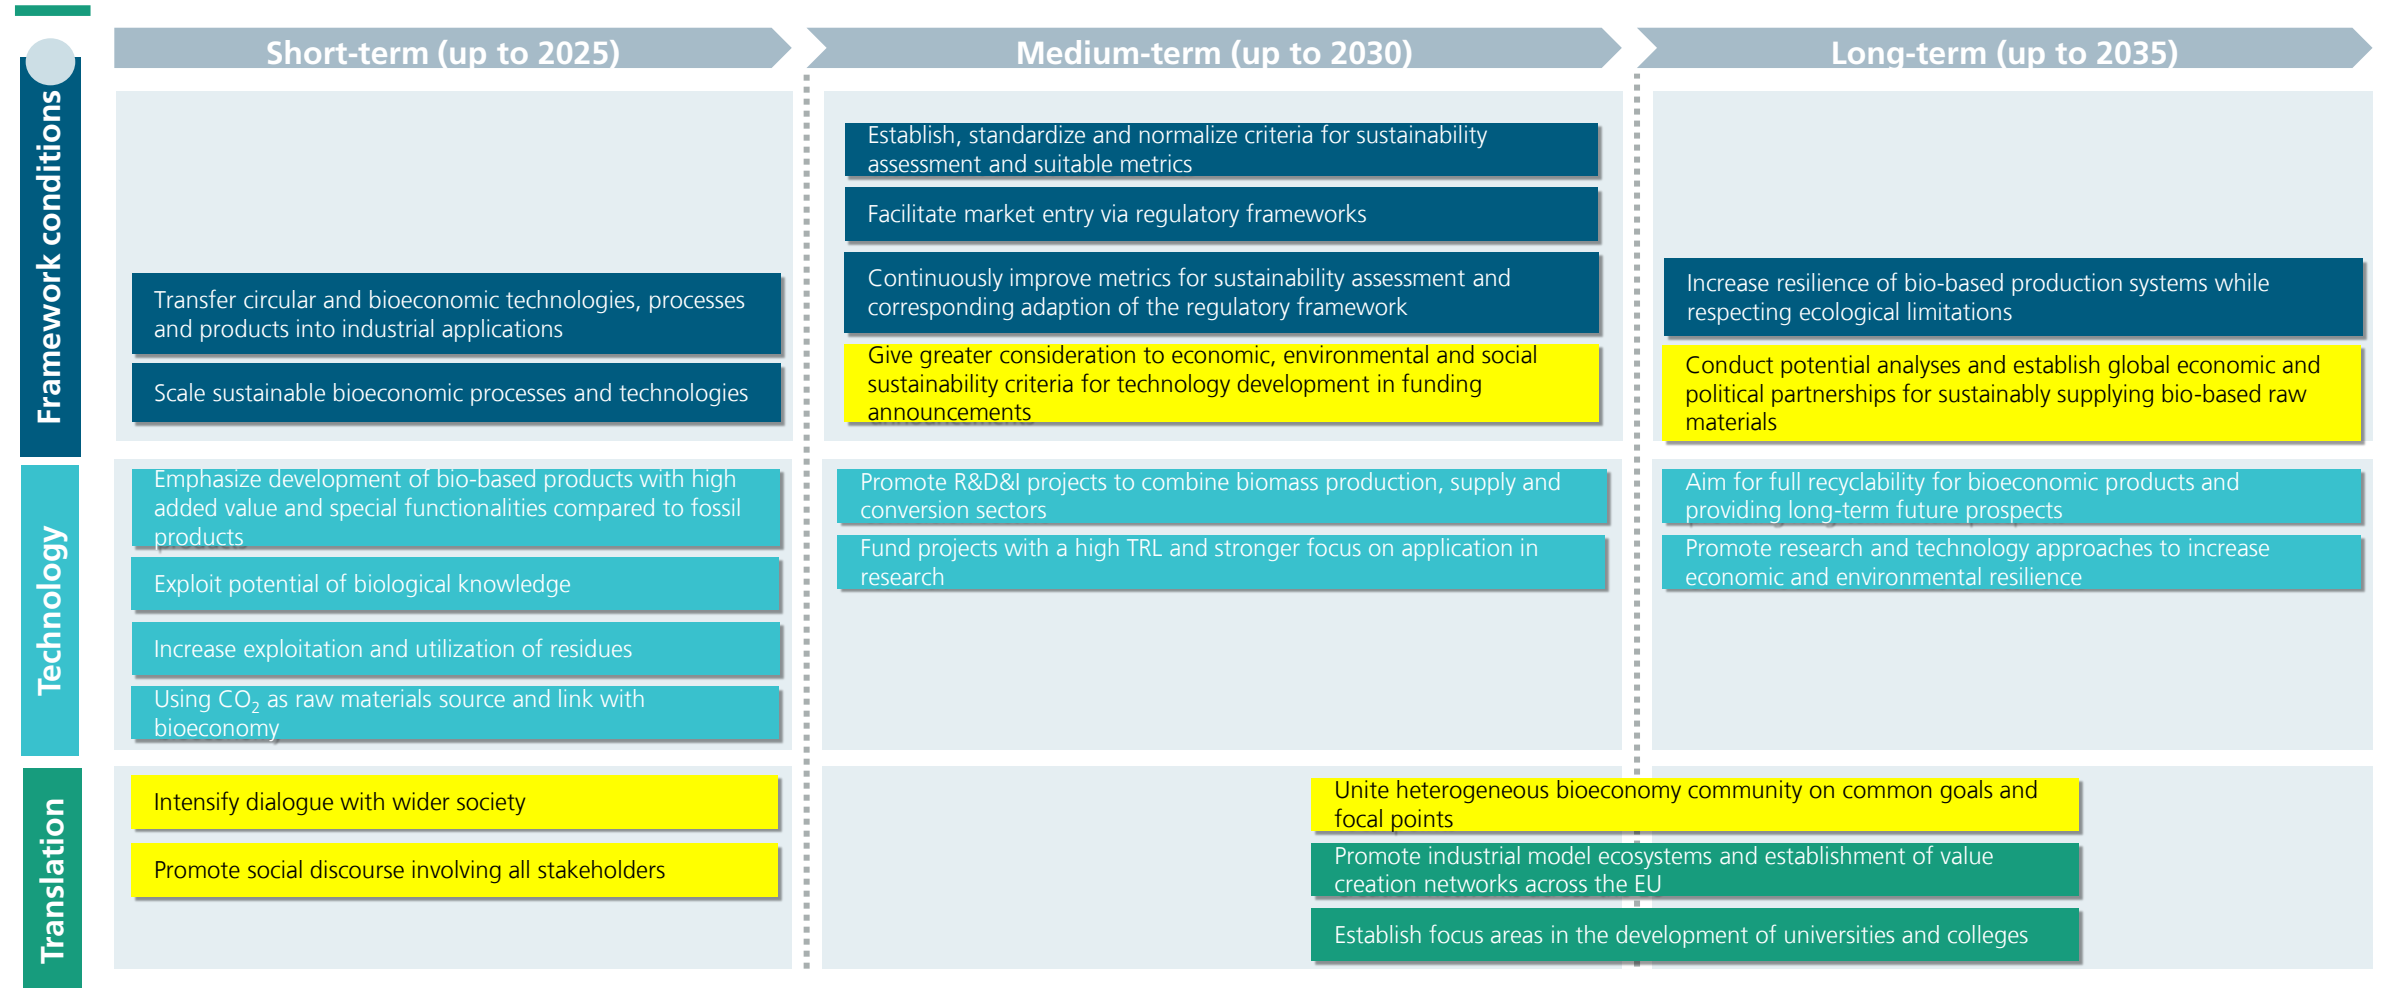 Short-term (up to 2025)
Medium-term (up to 2030)
Long-term (up to 2035)
Framework conditions
Transfer circular and bioeconomic technologies, processes
and products into industrial applications
Scale sustainable bioeconomic processes and technologies
Establish, standardize and normalize criteria for sustainability
assessment and suitable metrics
Facilitate market entry via regulatory frameworks
Continuously improve metrics for sustainability assessment and
corresponding adaption of the regulatory framework
Give greater consideration to economic, environmental and social
sustainability criteria for technology development in funding
announcements
Increase resilience of bio-based production systems while
respecting ecological limitations
Conduct potential analyses and establish global economic and
political partnerships for sustainably supplying bio-based raw
materials
Technology
Emphasize development of bio-based products with high
added value and special functionalities compared to fossil
products
Exploit potential of biological knowledge
Increase exploitation and utilization of residues
Using CO₂ as raw materials source and link with
bioeconomy
Promote R&D&I projects to combine biomass production, supply and
conversion sectors
Fund projects with a high TRL and stronger focus on application in
research
Aim for full recyclability for bioeconomic products and
providing long-term future prospects
Promote research and technology approaches to increase
economic and environmental resilience
Translation
Intensify dialogue with wider society
Promote social discourse involving all stakeholders
Unite heterogeneous bioeconomy community on common goals and
focal points
Promote industrial model ecosystems and establishment of value
creation networks across the EU
Establish focus areas in the development of universities and colleges